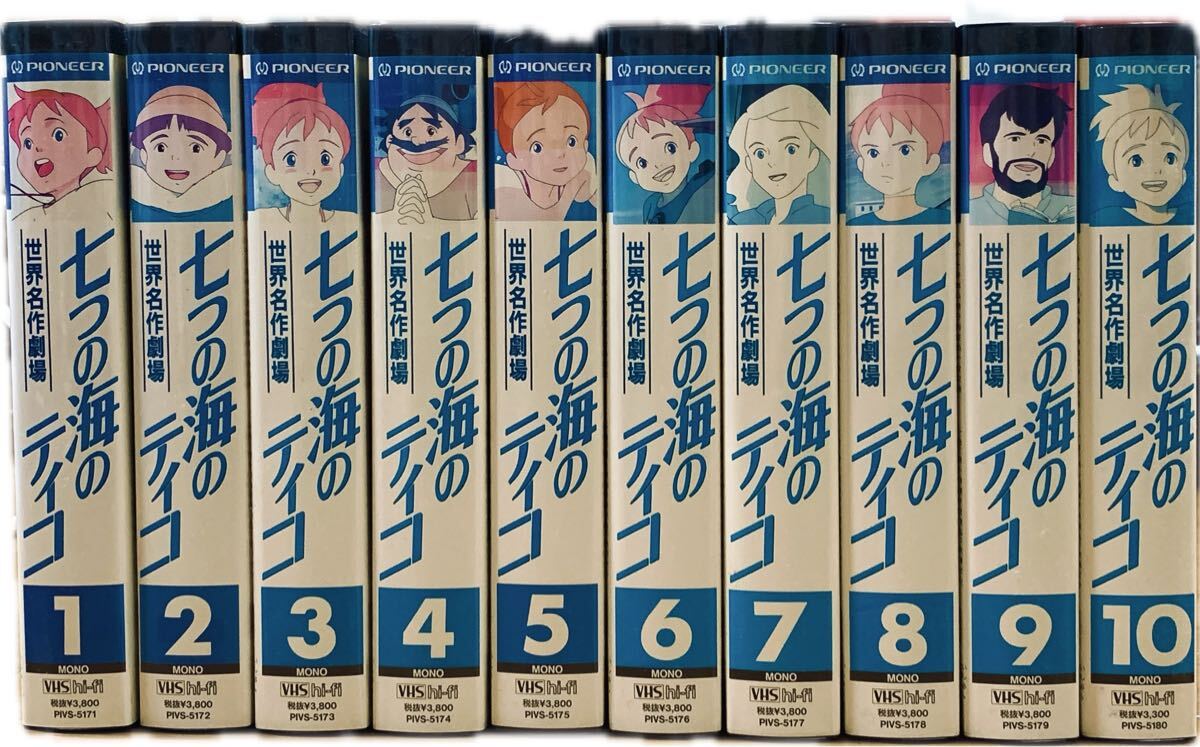 PIONEER
世界名作劇場
七つの海の
ティコ
1
MONO
VHS hi-fi
税抜¥3,800
PIVS-5171
PIONEER
世界名作劇場
七つの海の
ティコ
2
MONO
VHS hi-fi
税抜¥3,800
PIVS-5172
PIONEER
世界名作劇場
七つの海の
ティコ
3
MONO
VHS hi-fi
税抜¥3,800
PIVS-5173
PIONEER
世界名作劇場
七つの海の
ティコ
4
MONO
VHS hi-fi
税抜¥3,800
PIVS-5174
PIONEER
世界名作劇場
七つの海の
ティコ
5
MONO
VHS hi-fi
税抜¥3,800
PIVS-5175
PIONEER
世界名作劇場
七つの海の
ティコ
6
MONO
VHS hi-fi
税抜¥3,800
PIVS-5176
PIONEER
世界名作劇場
七つの海の
ティコ
7
MONO
VHS hi-fi
税抜¥3,800
PIVS-5177
PIONEER
世界名作劇場
七つの海の
ティコ
8
MONO
VHS hi-fi
税抜¥3,800
PIVS-5178
PIONEER
世界名作劇場
七つの海の
ティコ
9
MONO
VHS hi-fi
税抜¥3,800
PIVS-5179
PIONEER
世界名作劇場
七つの海の
ティコ
10
MONO
VHS hi-fi
税抜¥3,300
PIVS-5180